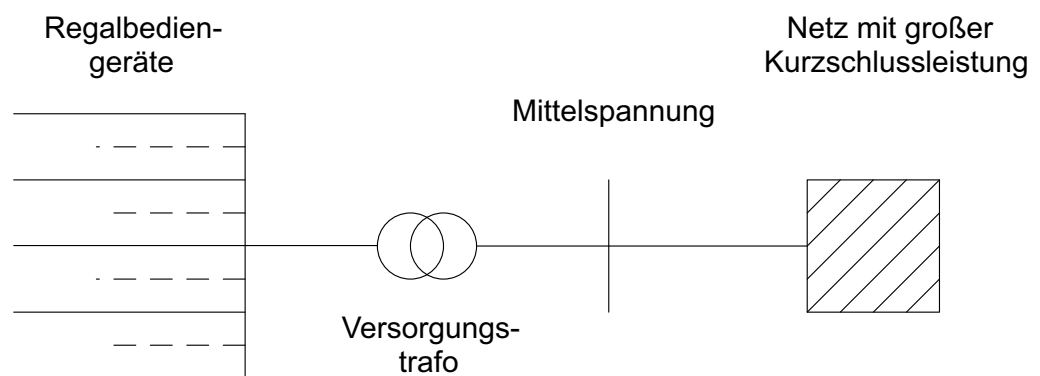 Regalbedien-
geräte
Netz mit großer
Kurzschlussleistung
Mittelspannung
Versorgungs-
trafo